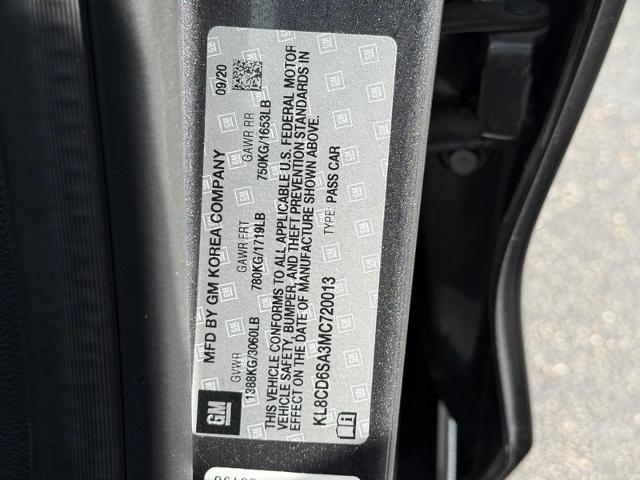 MFD BY GM KOREA COMPANY
09/20
GVWR
GAWR FRT
GAWR RR
1388KG/3060LB
780KG/1719LB
750KG/1653LB
THIS VEHICLE CONFORMS TO ALL APPLICABLE U.S. FEDERAL MOTOR
VEHICLE SAFETY, BUMPER, AND THEFT PREVENTION STANDARDS IN
EFFECT ON THE DATE OF MANUFACTURE SHOWN ABOVE.
KL8CD6SA3MC720013
TYPE: PASS CAR
GM